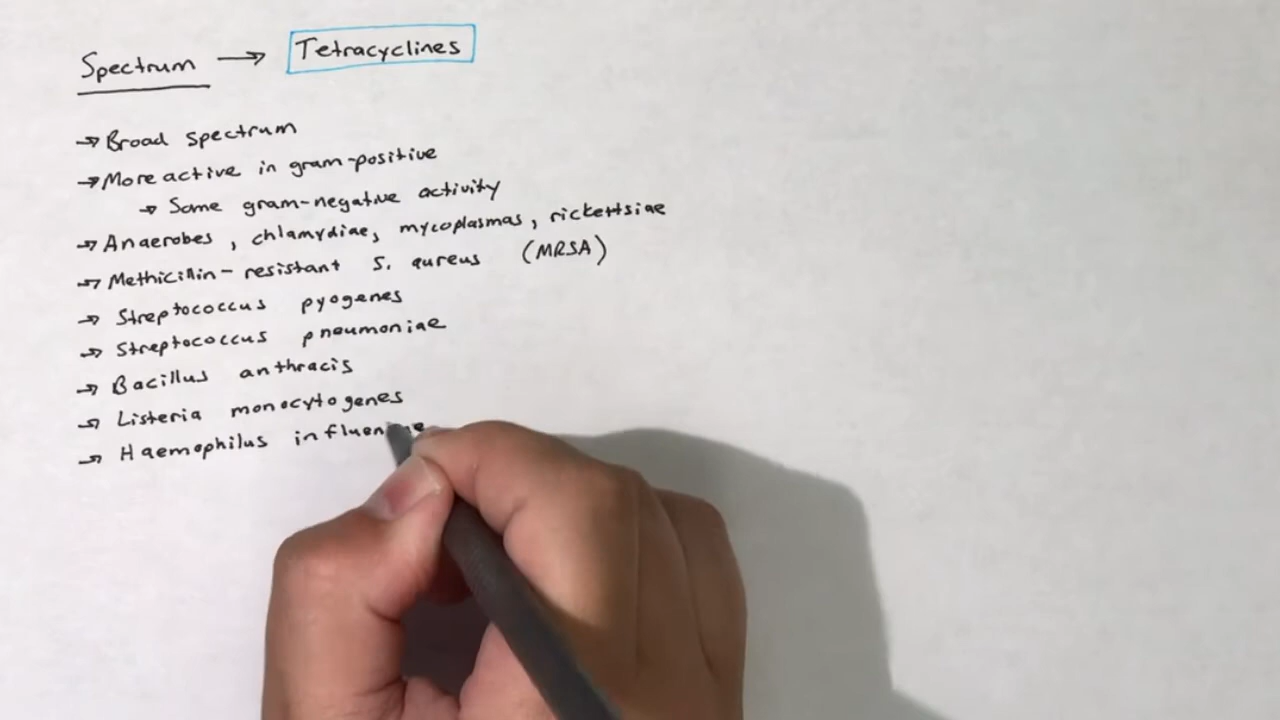 Spectrum → Tetracyclines
→ Broad spectrum
→ More active in gram-positive
→ Some gram-negative activity
→ Anaerobes, chlamydiae, mycoplasmas, rickettsiae
→ Methicillin-resistant S. aureus (MRSA)
→ Streptococcus pyogenes
→ Streptococcus pneumoniae
→ Bacillus anthracis
→ Listeria monocytogenes
→ Haemophilus